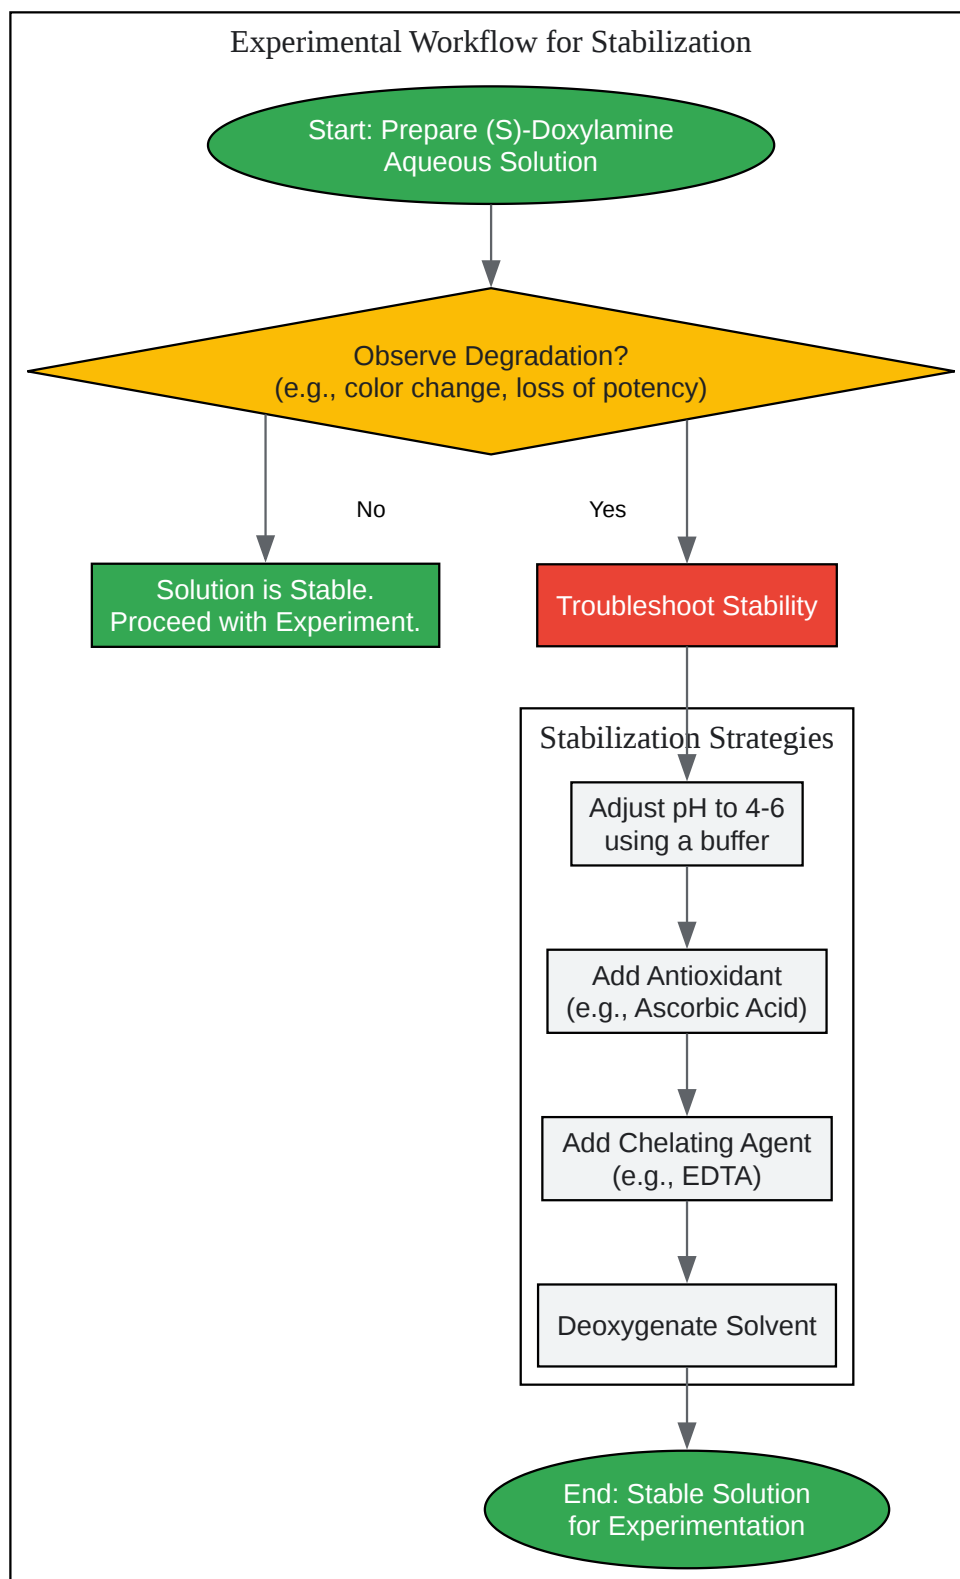 Experimental Workflow for Stabilization
Start: Prepare (S)-Doxylamine
Aqueous Solution
Observe Degradation?
(e.g., color change, loss of potency)
No
Yes
Solution is Stable.
Proceed with Experiment.
Troubleshoot Stability
Stabilization Strategies
Adjust pH to 4-6
using a buffer
Add Antioxidant
(e.g., Ascorbic Acid)
Add Chelating Agent
(e.g., EDTA)
Deoxygenate Solvent
End: Stable Solution
for Experimentation